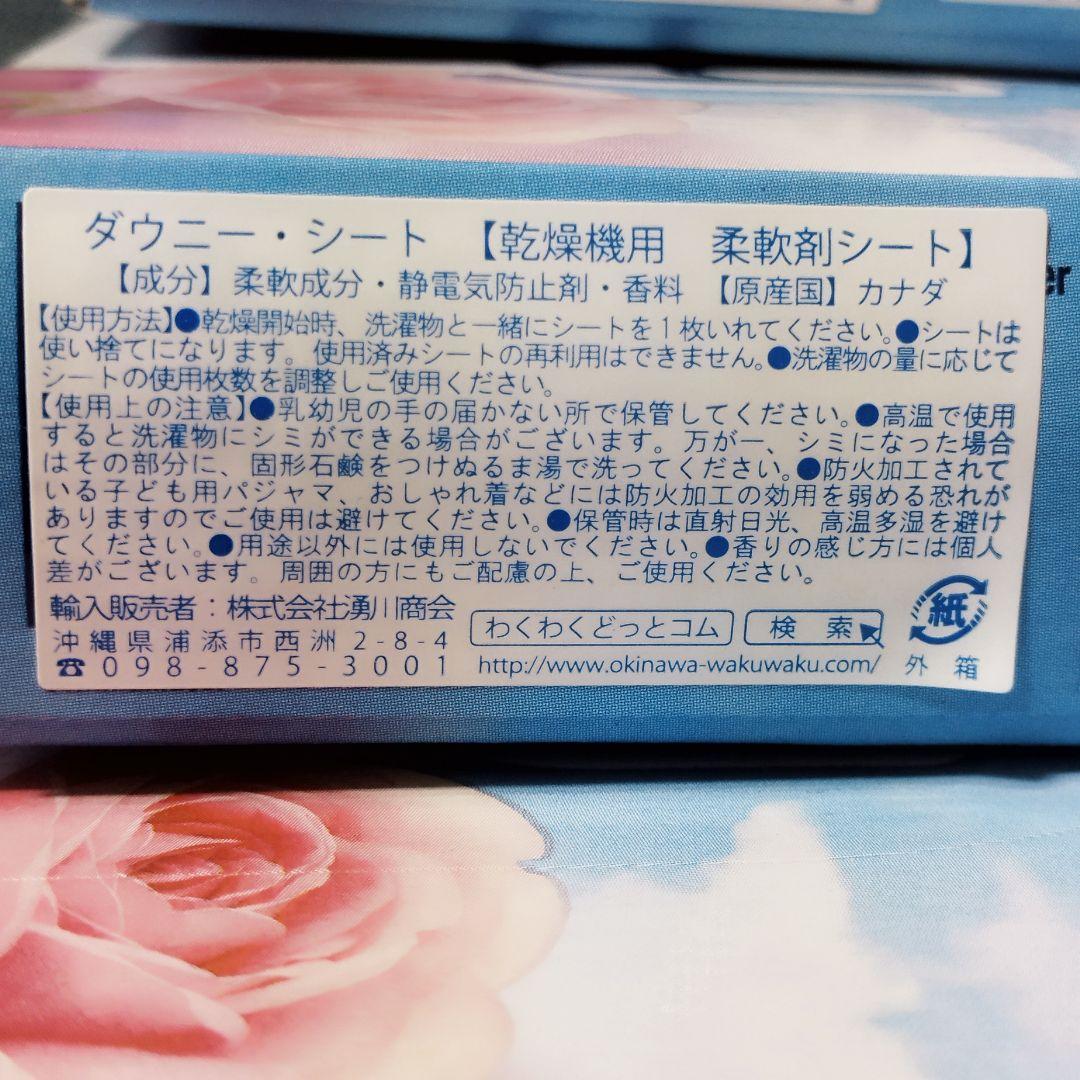 ダウニー・シート 【乾燥機用 柔軟剤シート】
【成分】柔軟成分・静電気防止剤・香料 【原産国】カナダ
【使用方法】●乾燥開始時、洗濯物と一緒にシートを1枚いれてください。●シートは
使い捨てになります。使用済みシートの再利用はできません。●洗濯物の量に応じて
シートの使用枚数を調整しご使用ください。
【使用上の注意】●乳幼児の手の届かない所で保管してください。●高温で使用
すると洗濯物にシミができる場合がございます。万が一、シミになった場合
はその部分に、固形石鹸をつけぬるま湯で洗ってください。●防火加工されて
いる子ども用パジャマ、おしゃれ着などには防火加工の効用を弱める恐れが
ありますのでご使用は避けてください。●保管時は直射日光、高温多湿を避け
てください。●用途以外には使用しないでください。●香りの感じ方には個人
差がございます。周囲の方にもご配慮の上、ご使用ください。
輸入販売者：株式会社湧川商会
沖縄県浦添市西洲2-8-4
☎098-875-3001
わくわくどっとコム 検索
http://www.okinawa-wakuwaku.com/
紙
外箱
er